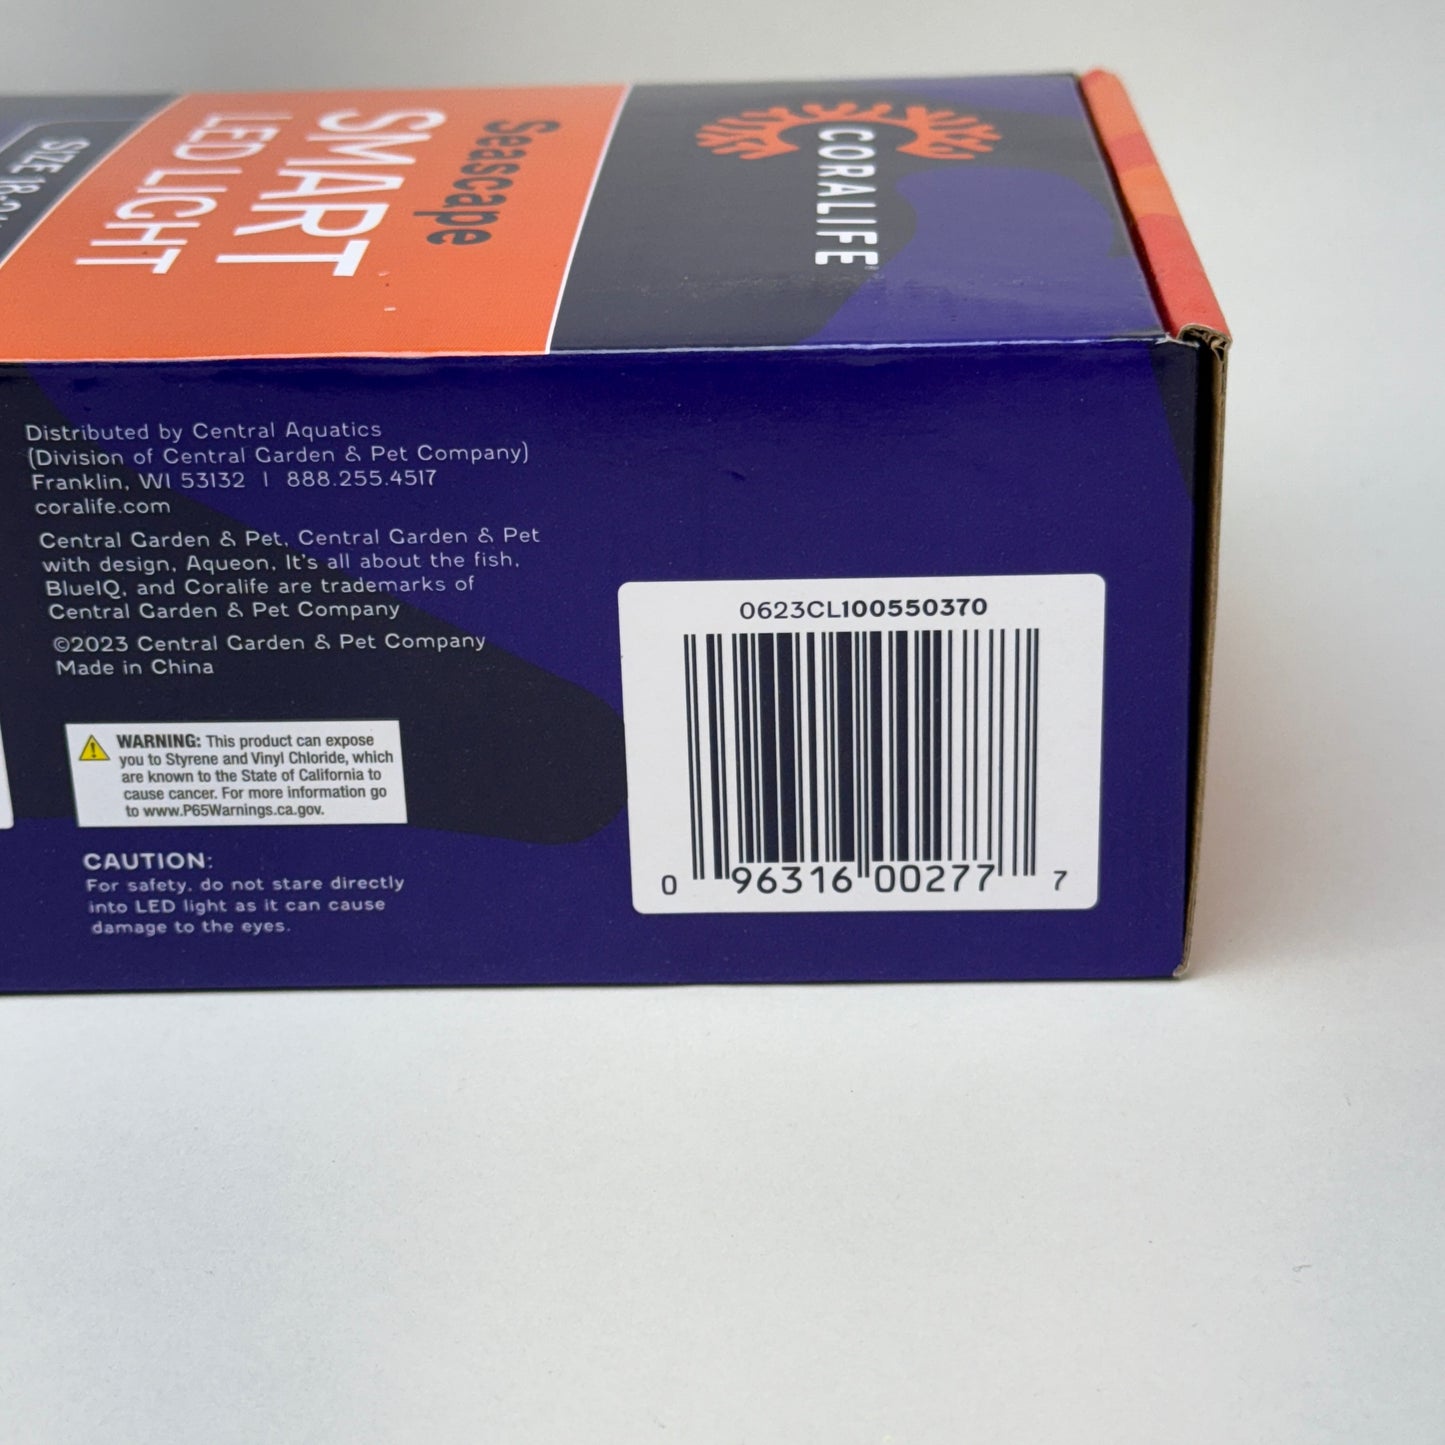 SIZE
Seascape
SMART
LED LIGHT
CORALIFE
Distributed by Central Aquatics
(Division of Central Garden & Pet Company)
Franklin, WI 53132 | 888.255.4517
coralife.com
Central Garden & Pet, Central Garden & Pet
with design, Aqueon, It's all about the fish,
BlueIQ, and Coralife are trademarks of
Central Garden & Pet Company
©2023 Central Garden & Pet Company
Made in China
WARNING: This product can expose
you to Styrene and Vinyl Chloride, which
are known to the State of California to
cause cancer. For more information go
to www.P65Warnings.ca.gov.
CAUTION:
For safety, do not stare directly
into LED light as it can cause
damage to the eyes.
0623CL100550370
0 96316 00277 7